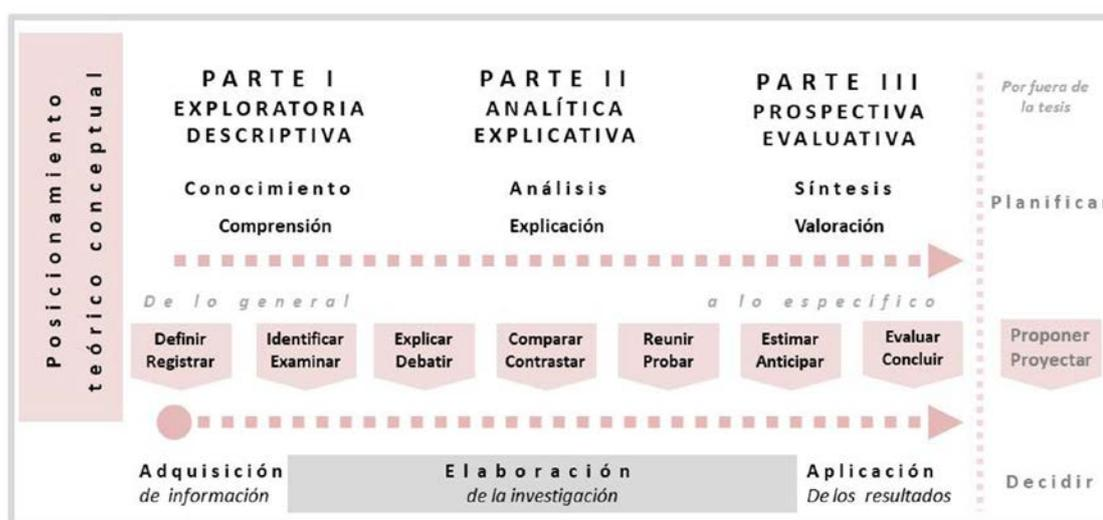 Posicionamiento
teórico conceptual
PARTE I
EXPLORATORIA
DESCRIPTIVA
Conocimiento
Comprensión
PARTE II
ANALÍTICA
EXPLICATIVA
Análisis
Explicación
PARTE III
PROSPECTIVA
EVALUATIVA
Síntesis
Valoración
Por fuera de
la tesis
Planificar
De lo general
a lo específico
Definir
Registrar
Identificar
Examinar
Explicar
Debatir
Comparar
Contrastar
Reunir
Probar
Estimar
Anticipar
Evaluar
Concluir
Proponer
Proyectar
Adquisición
de información
Elaboración
de la investigación
Aplicación
De los resultados
Decidir